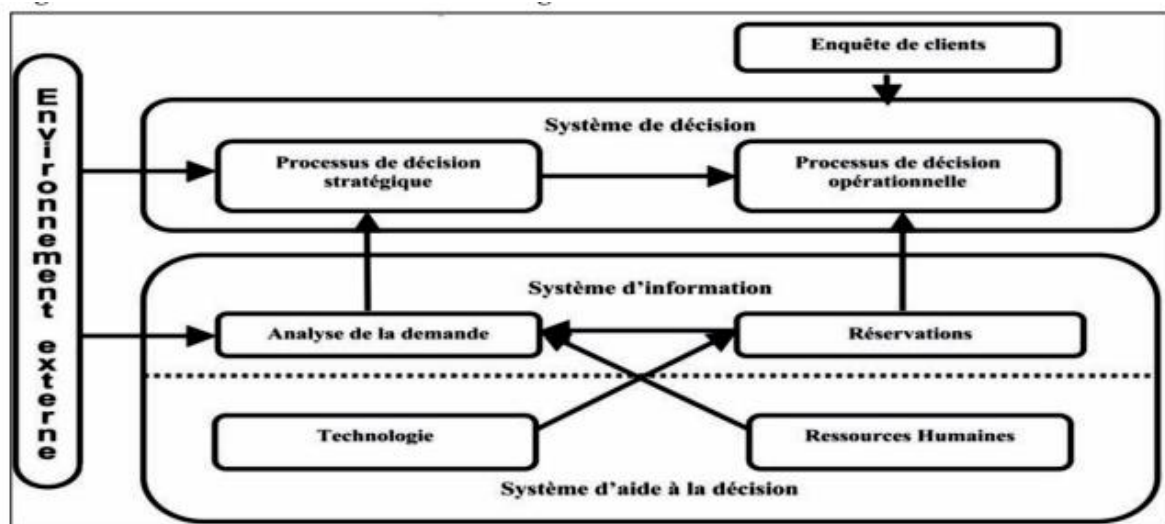 Enquête de clients
Environnement externe
Système de décision
Processus de décision
stratégique
Processus de décision
opérationnelle
Système d'information
Analyse de la demande
Réservations
Technologie
Ressources Humaines
Système d'aide à la décision